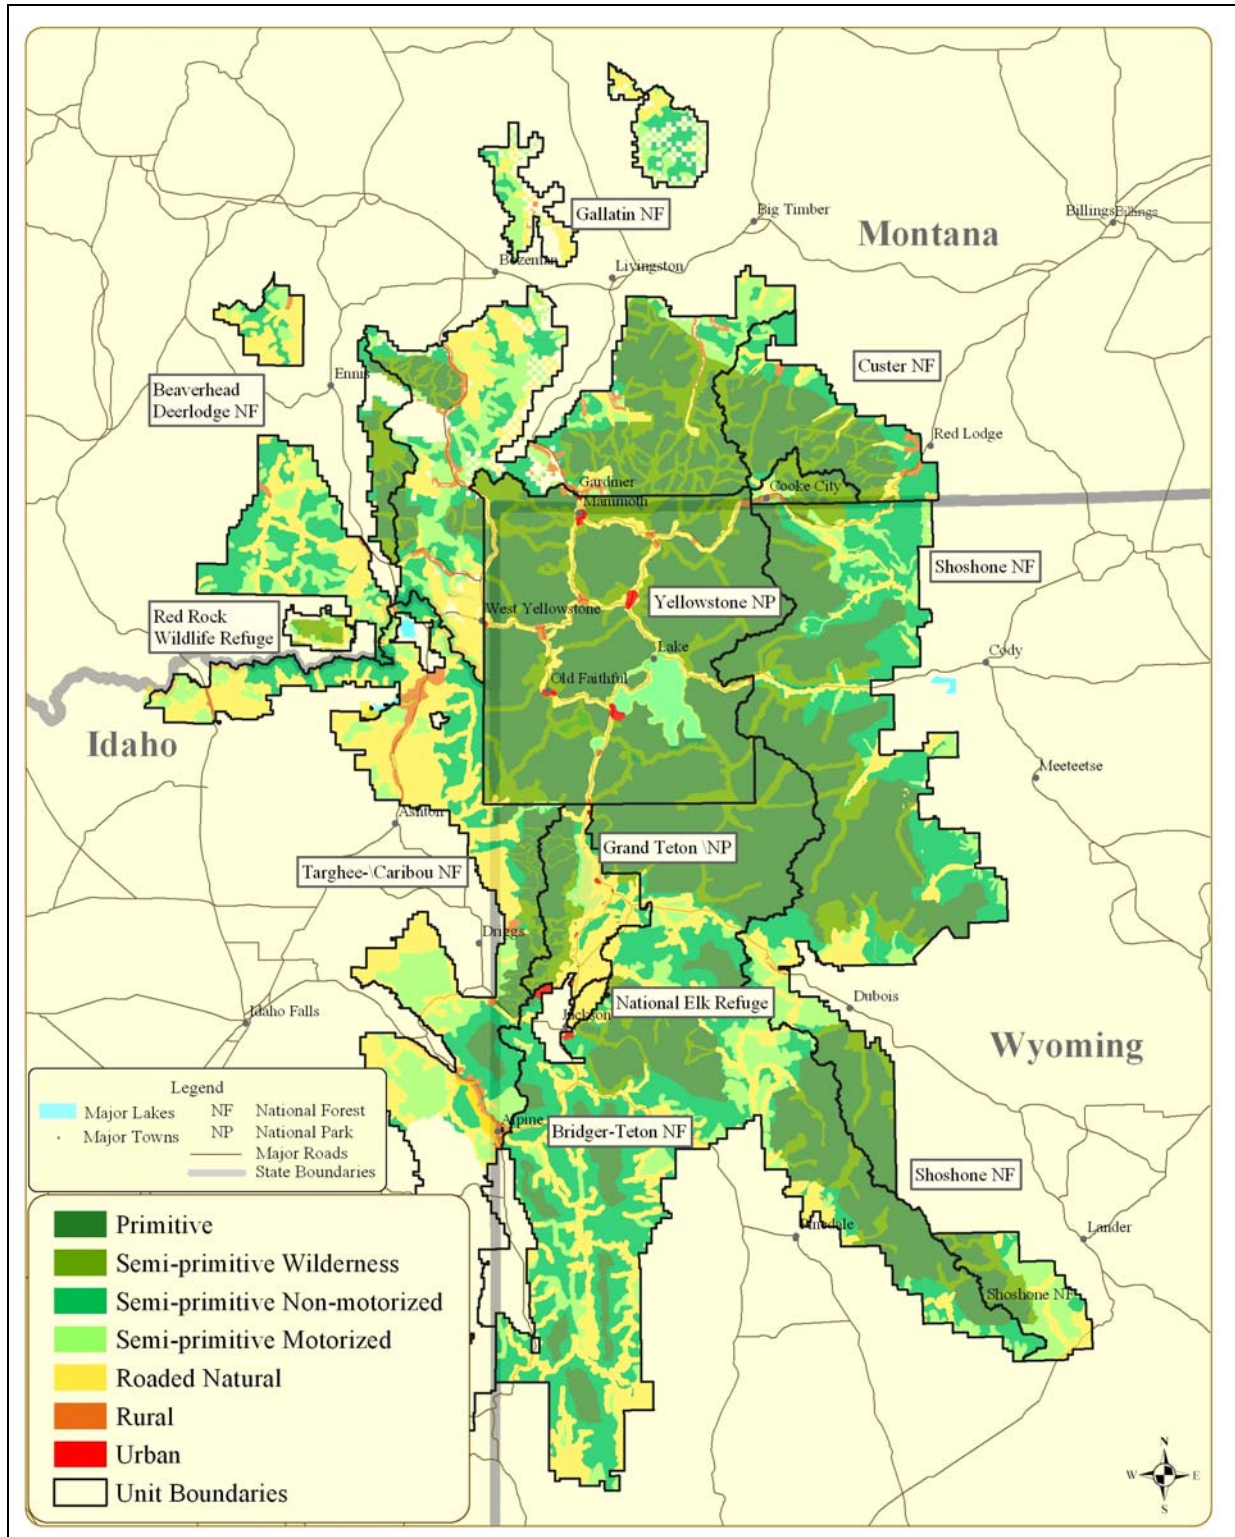 Gallatin NF
Big Timber
Billings
Billings
Montana
Bozeman
Livingston
Beaverhead
Deerlodge NF
Ennis
Custer NF
Red Lodge
Gardiner
Mammoth
Cooke City
Shoshone NF
Red Rock
Wildlife Refuge
West Yellowstone
Yellowstone NP
Lake
Cody
Old Faithful
Idaho
Meeteetse
Ashton
Grand Teton \NP
Targhee-\Caribou NF
Driggs
National Elk Refuge
Dubois
Idaho Falls
Jackson
Wyoming
Legend
Major Lakes
NF
National Forest
Major Towns
NP
National Park
Major Roads
State Boundaries
Alpine
Bridger-Teton NF
Shoshone NF
Pinedale
Lander
Shoshone NF
Primitive
Semi-primitive Wilderness
Semi-primitive Non-motorized
Semi-primitive Motorized
Roaded Natural
Rural
Urban
Unit Boundaries
N
W
E
S